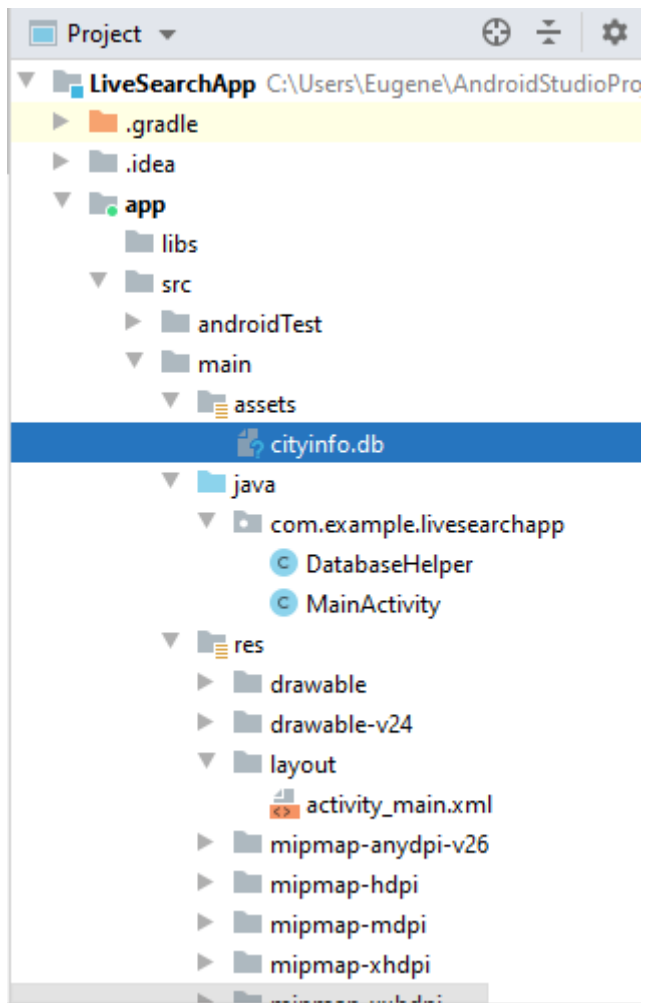 Project
LiveSearchApp C:\Users\Eugene\AndroidStudioPro
.gradle
.idea
app
libs
src
androidTest
main
assets
cityinfo.db
java
com.example.livesearchapp
DatabaseHelper
MainActivity
res
drawable
drawable-v24
layout
activity_main.xml
mipmap-anydpi-v26
mipmap-hdpi
mipmap-mdpi
mipmap-xhdpi